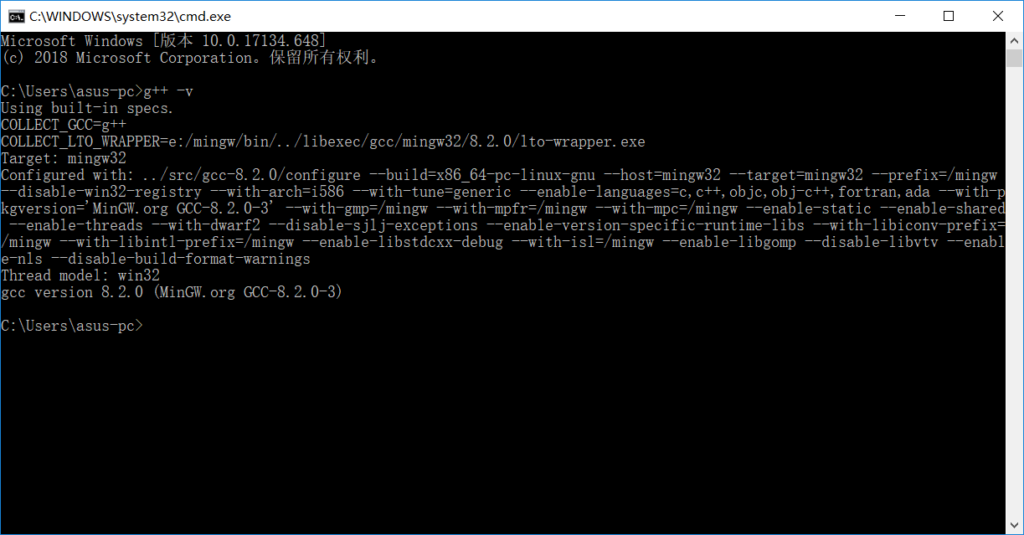 C:\WINDOWS\system32\cmd.exe
Microsoft Windows [版本 10.0.17134.648]
(c) 2018 Microsoft Corporation。保留所有权利。
C:\Users\asus-pc>g++ -v
Using built-in specs.
COLLECT_GCC=g++
COLLECT_LTO_WRAPPER=e:/mingw/bin/../libexec/gcc/mingw32/8.2.0/lto-wrapper.exe
Target: mingw32
Configured with: ../src/gcc-8.2.0/configure --build=x86_64-pc-linux-gnu --host=mingw32 --target=mingw32 --prefix=/mingw
--disable-win32-registry --with-arch=i586 --with-tune=generic --enable-languages=c,c++,objc,obj-c++,fortran,ada --with-p
kgversion='MinGW.org GCC-8.2.0-3' --with-gmp=/mingw --with-mpfr=/mingw --with-mpc=/mingw --enable-static --enable-shared
--enable-threads --with-dwarf2 --disable-sjlj-exceptions --enable-version-specific-runtime-libs --with-libiconv-prefix=
/mingw --with-libintl-prefix=/mingw --enable-libstdcxx-debug --with-isl=/mingw --enable-libgomp --disable-libvtv --enabl
e-nls --disable-build-format-warnings
Thread model: win32
gcc version 8.2.0 (MinGW.org GCC-8.2.0-3)
C:\Users\asus-pc>